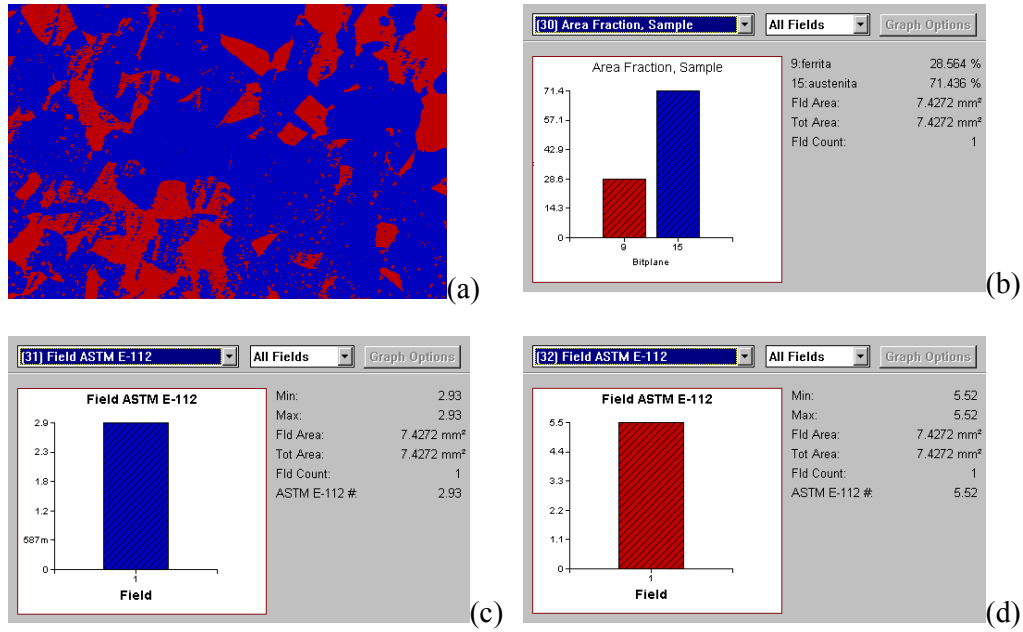 (a)
(30) Area Fraction, Sample All Fields Graph Options
Area Fraction, Sample
71.4
57.1
42.9
28.6
14.3
0
9 15
Bitplane
9:ferrita 28.564 %
15:austenita 71.436 %
Fld Area: 7.4272 mm²
Tot Area: 7.4272 mm²
Fld Count: 1
(b)
(31) Field ASTM E-112 All Fields Graph Options
Field ASTM E-112
2.9
2.3
1.8
1.2
587m
0
1
Field
Min: 2.93
Max: 2.93
Fld Area: 7.4272 mm²
Tot Area: 7.4272 mm²
Fld Count: 1
ASTM E-112 #: 2.93
(c)
(32) Field ASTM E-112 All Fields Graph Options
Field ASTM E-112
5.5
4.4
3.3
2.2
1.1
0
1
Field
Min: 5.52
Max: 5.52
Fld Area: 7.4272 mm²
Tot Area: 7.4272 mm²
Fld Count: 1
ASTM E-112 #: 5.52
(d)